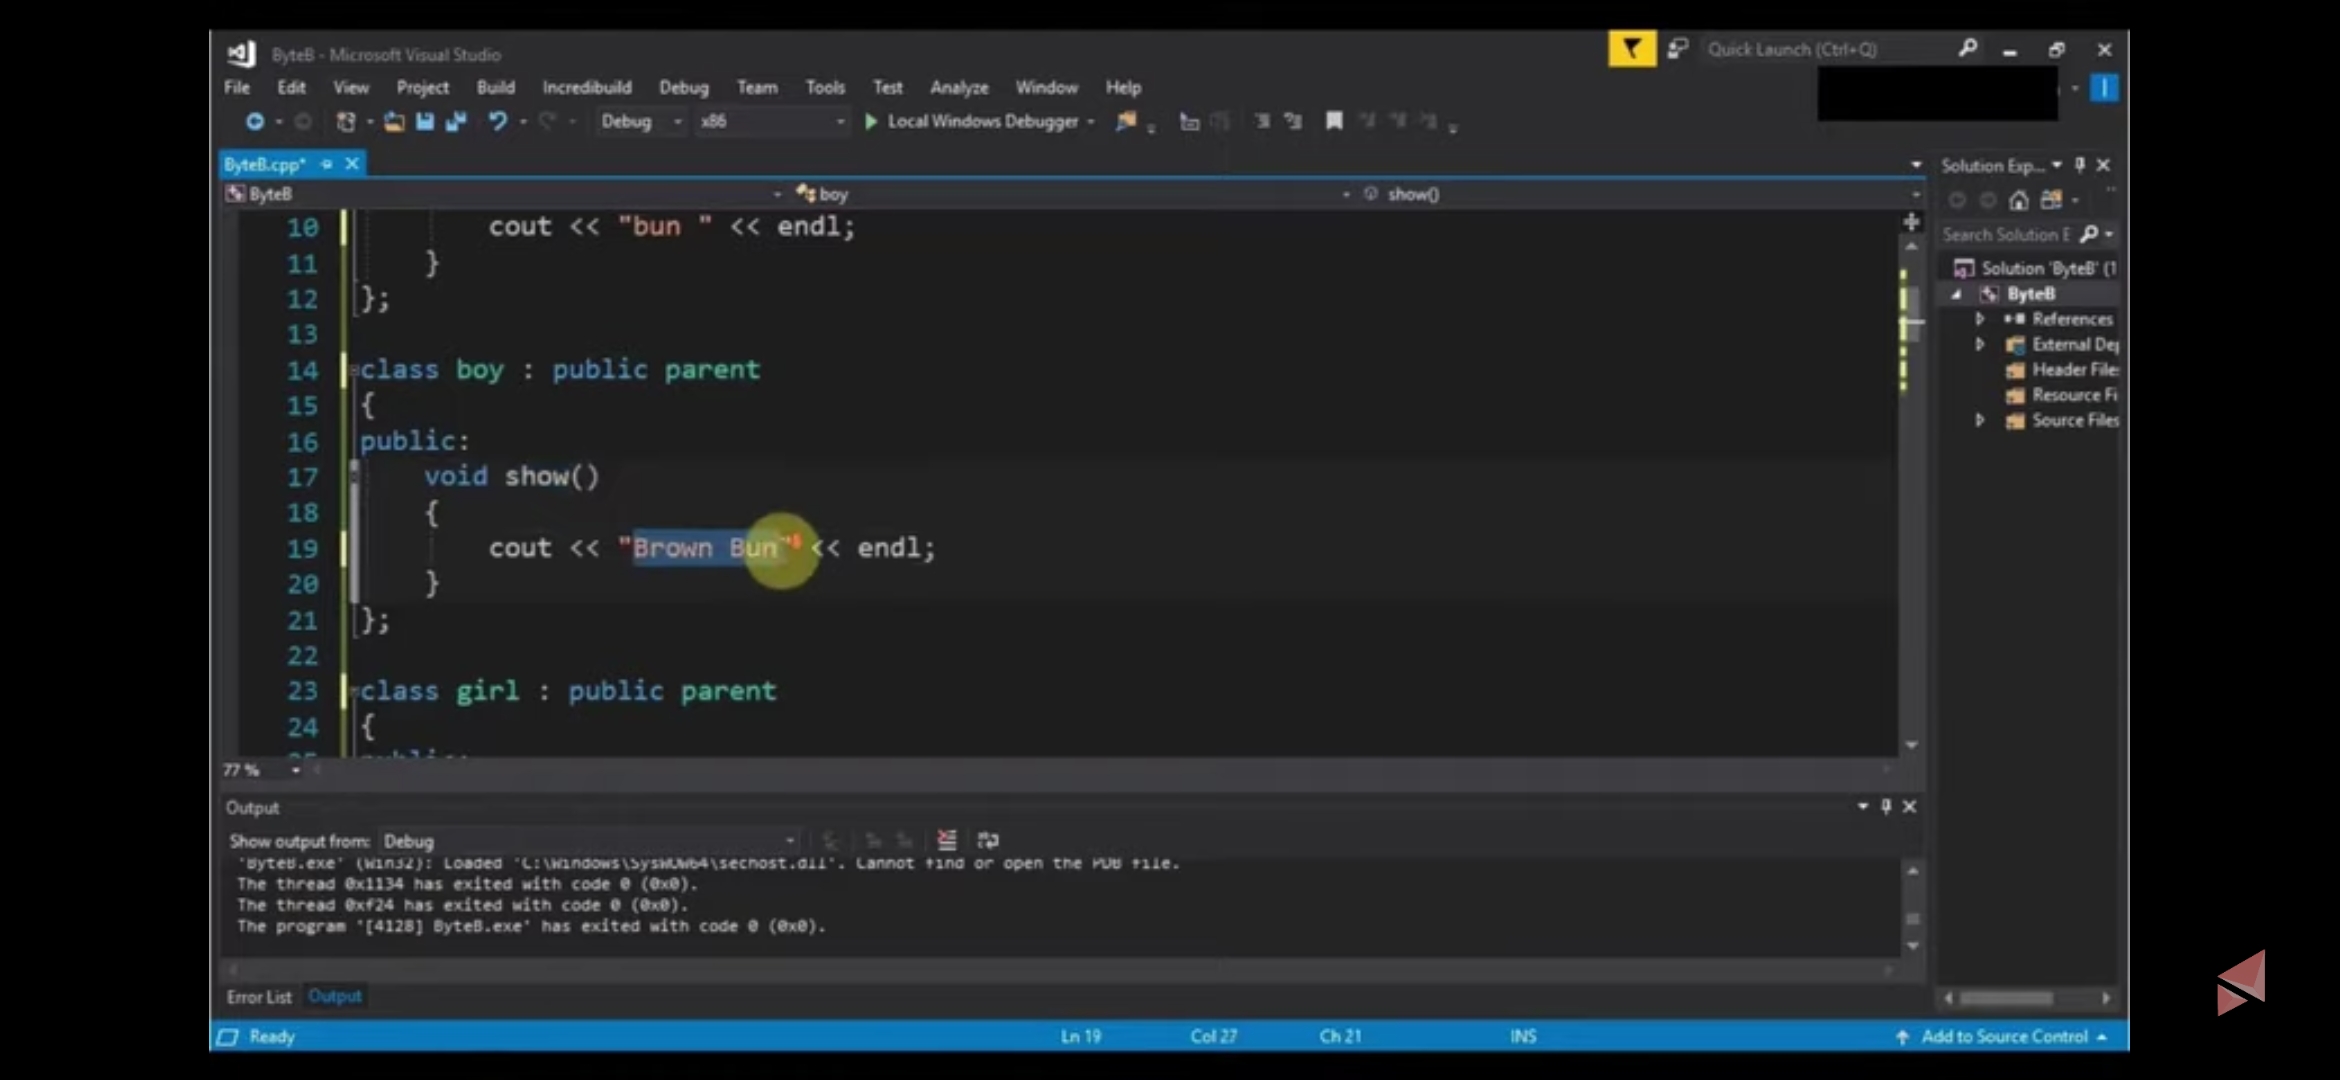 ByteB - Microsoft Visual Studio
Quick Launch (Ctrl+Q)
File Edit View Project Build Incredibuild Debug Team Tools Test Analyze Window Help
Debug x86 Local Windows Debugger
ByteB.cpp*
Solution Exp...
ByteB boy show()
Search Solution E
Solution 'ByteB' (1
ByteB
References
External De
Header File
Resource Fi
Source Files
10 cout << "bun " << endl;
11 }
12 };
13
14 class boy : public parent
15 {
16 public:
17 void show()
18 {
19 cout << "Brown Bun" << endl;
20 }
21 };
22
23 class girl : public parent
24 {
77 %
Output
Show output from: Debug
'ByteB.exe' (Win32): Loaded 'C:\Windows\SysWOW64\sechost.dll'. Cannot find or open the PDB file.
The thread 0x1134 has exited with code 0 (0x0).
The thread 0xf24 has exited with code 0 (0x0).
The program '[4128] ByteB.exe' has exited with code 0 (0x0).
Error List Output
Ready Ln 19 Col 27 Ch 21 INS Add to Source Control